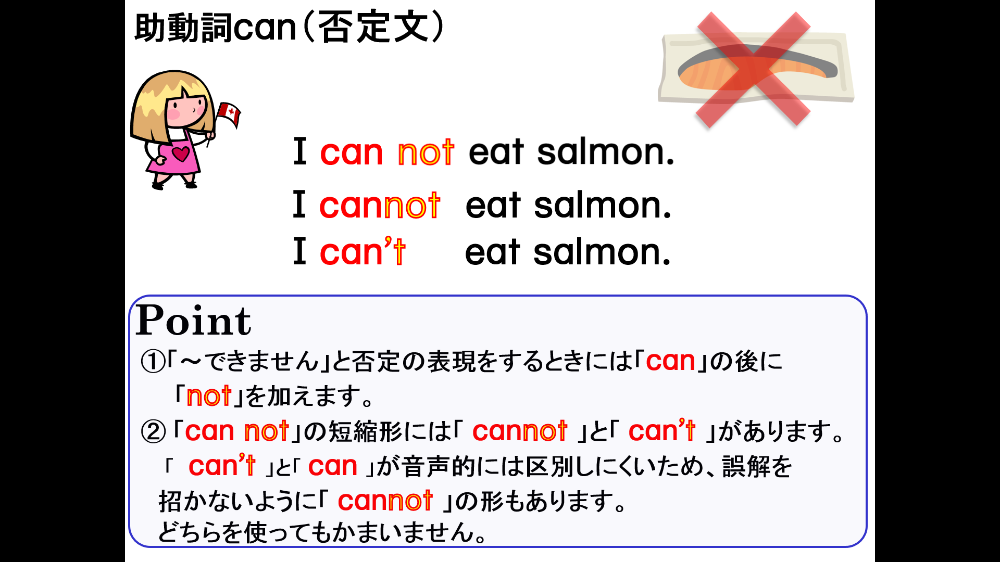 助動詞can(否定文)
I can not eat salmon.
I cannot eat salmon.
I can't eat salmon.
Point
①「～できません」と否定の表現をするときには「can」の後に
「not」を加えます。
②「can not」の短縮形には「 cannot 」と「 can't 」があります。
「 can't 」と「 can 」が音声的には区別しにくいため、誤解を
招かないように「 cannot 」の形もあります。
どちらを使ってもかまいません。